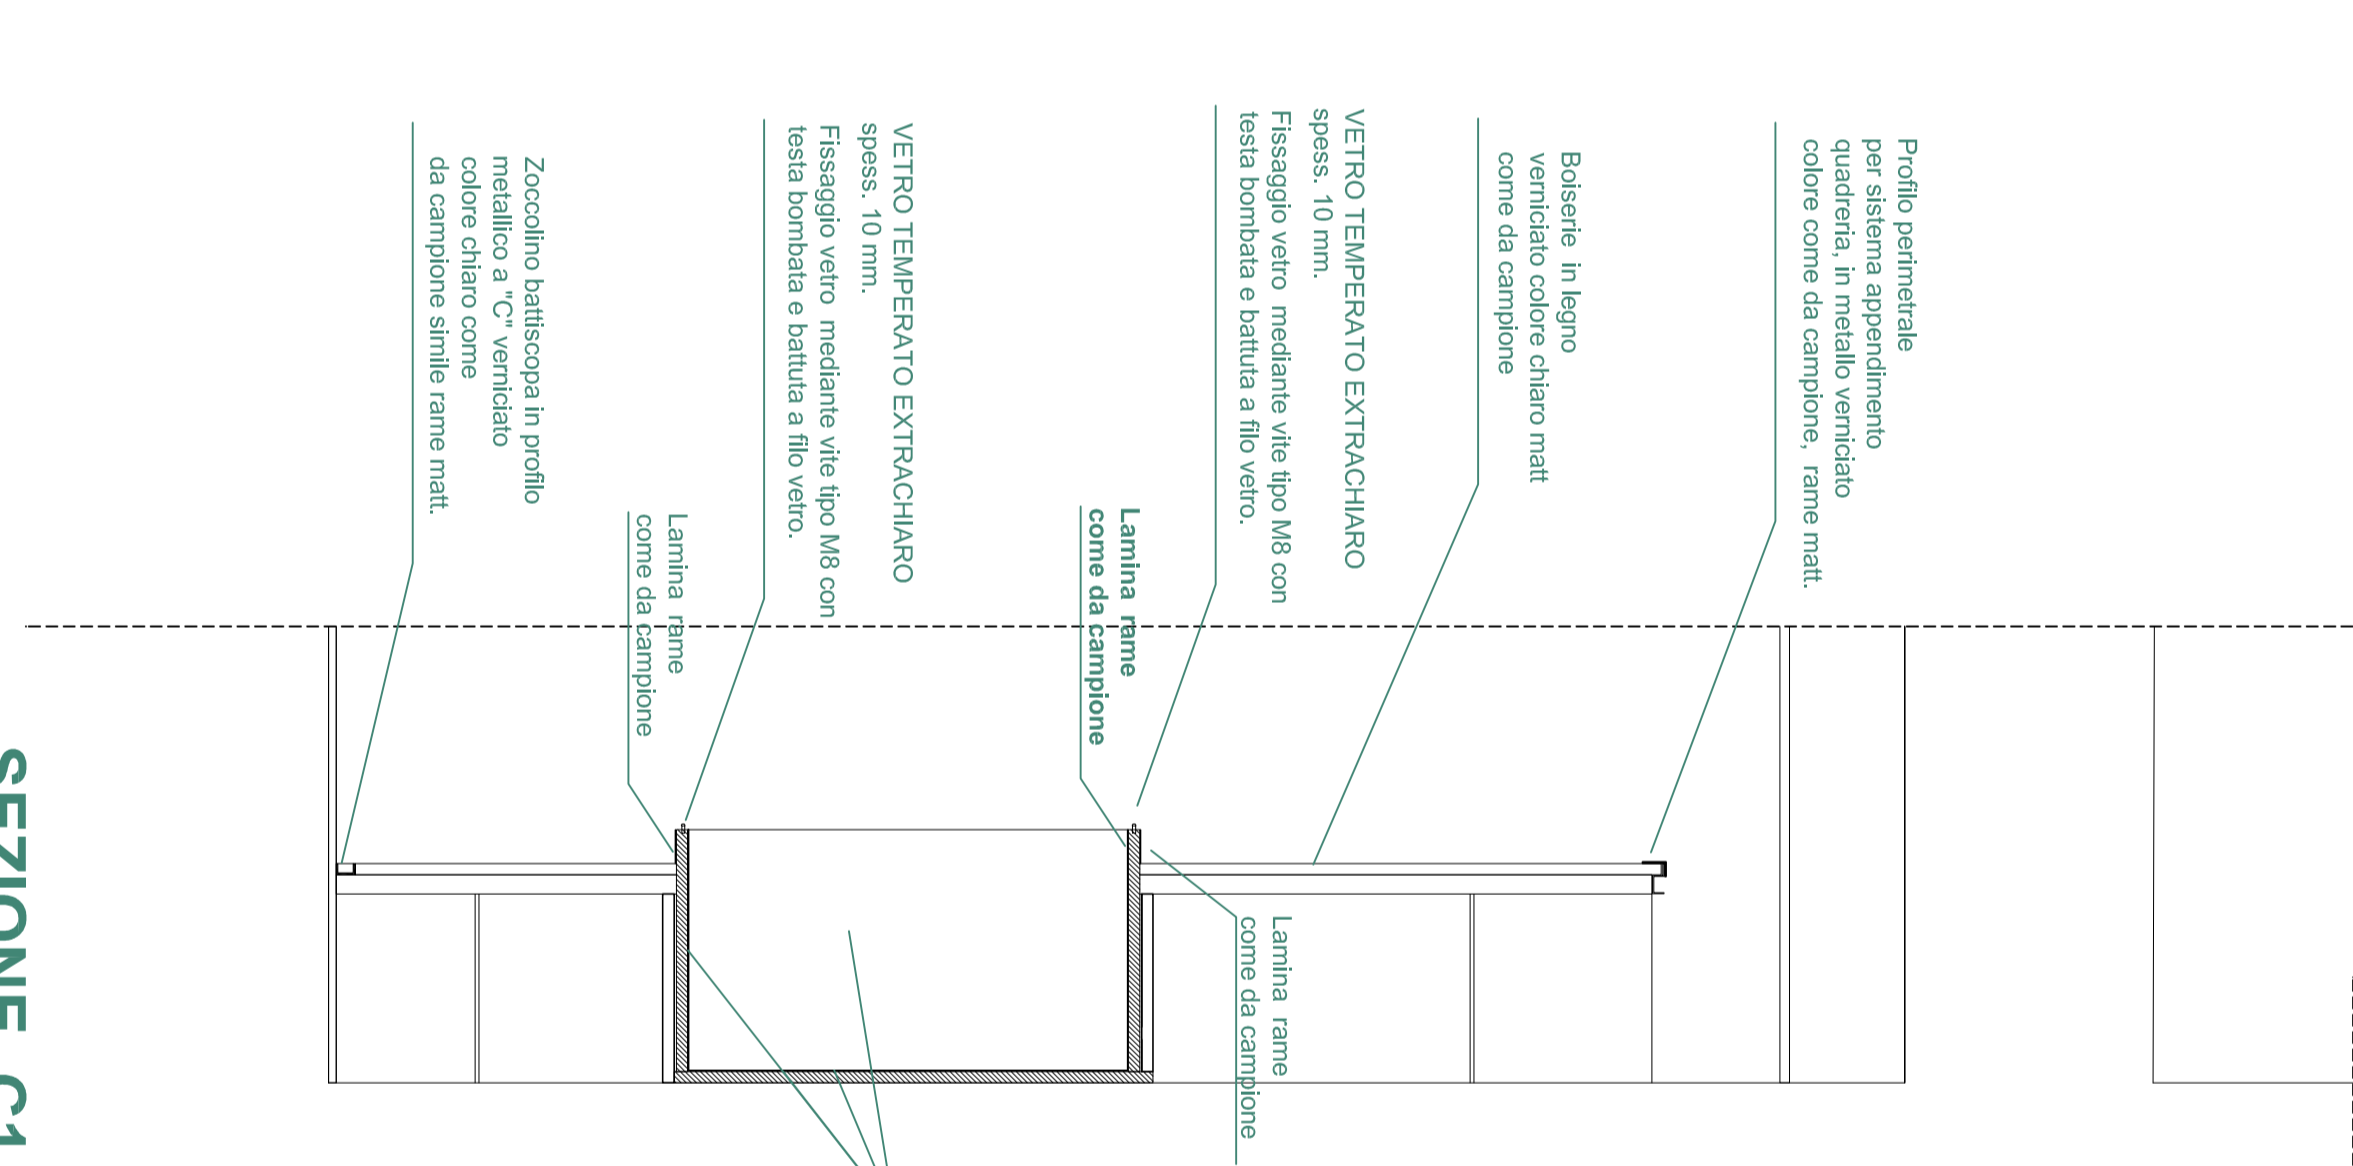 Profilo perimetrale
per sistema appendimento
quadreria, in metallo verniciato
colore come da campione, rame matt.
Boiserie in legno
verniciato colore chiaro matt
come da campione
VETRO TEMPERATO EXTRACHIARO
spess. 10 mm.
Fissaggio vetro mediante vite tipo M8 con
testa bombata e battuta a filo vetro.
Lamina rame
come da campione
Lamina rame
come da campione
VETRO TEMPERATO EXTRACHIARO
spess. 10 mm.
Fissaggio vetro mediante vite tipo M8 con
testa bombata e battuta a filo vetro.
Lamina rame
come da campione
Zoccolino battiscopa in profilo
metallico a "C" verniciato
colore chiaro come
da campione simile rame matt.
SEZIONE C1